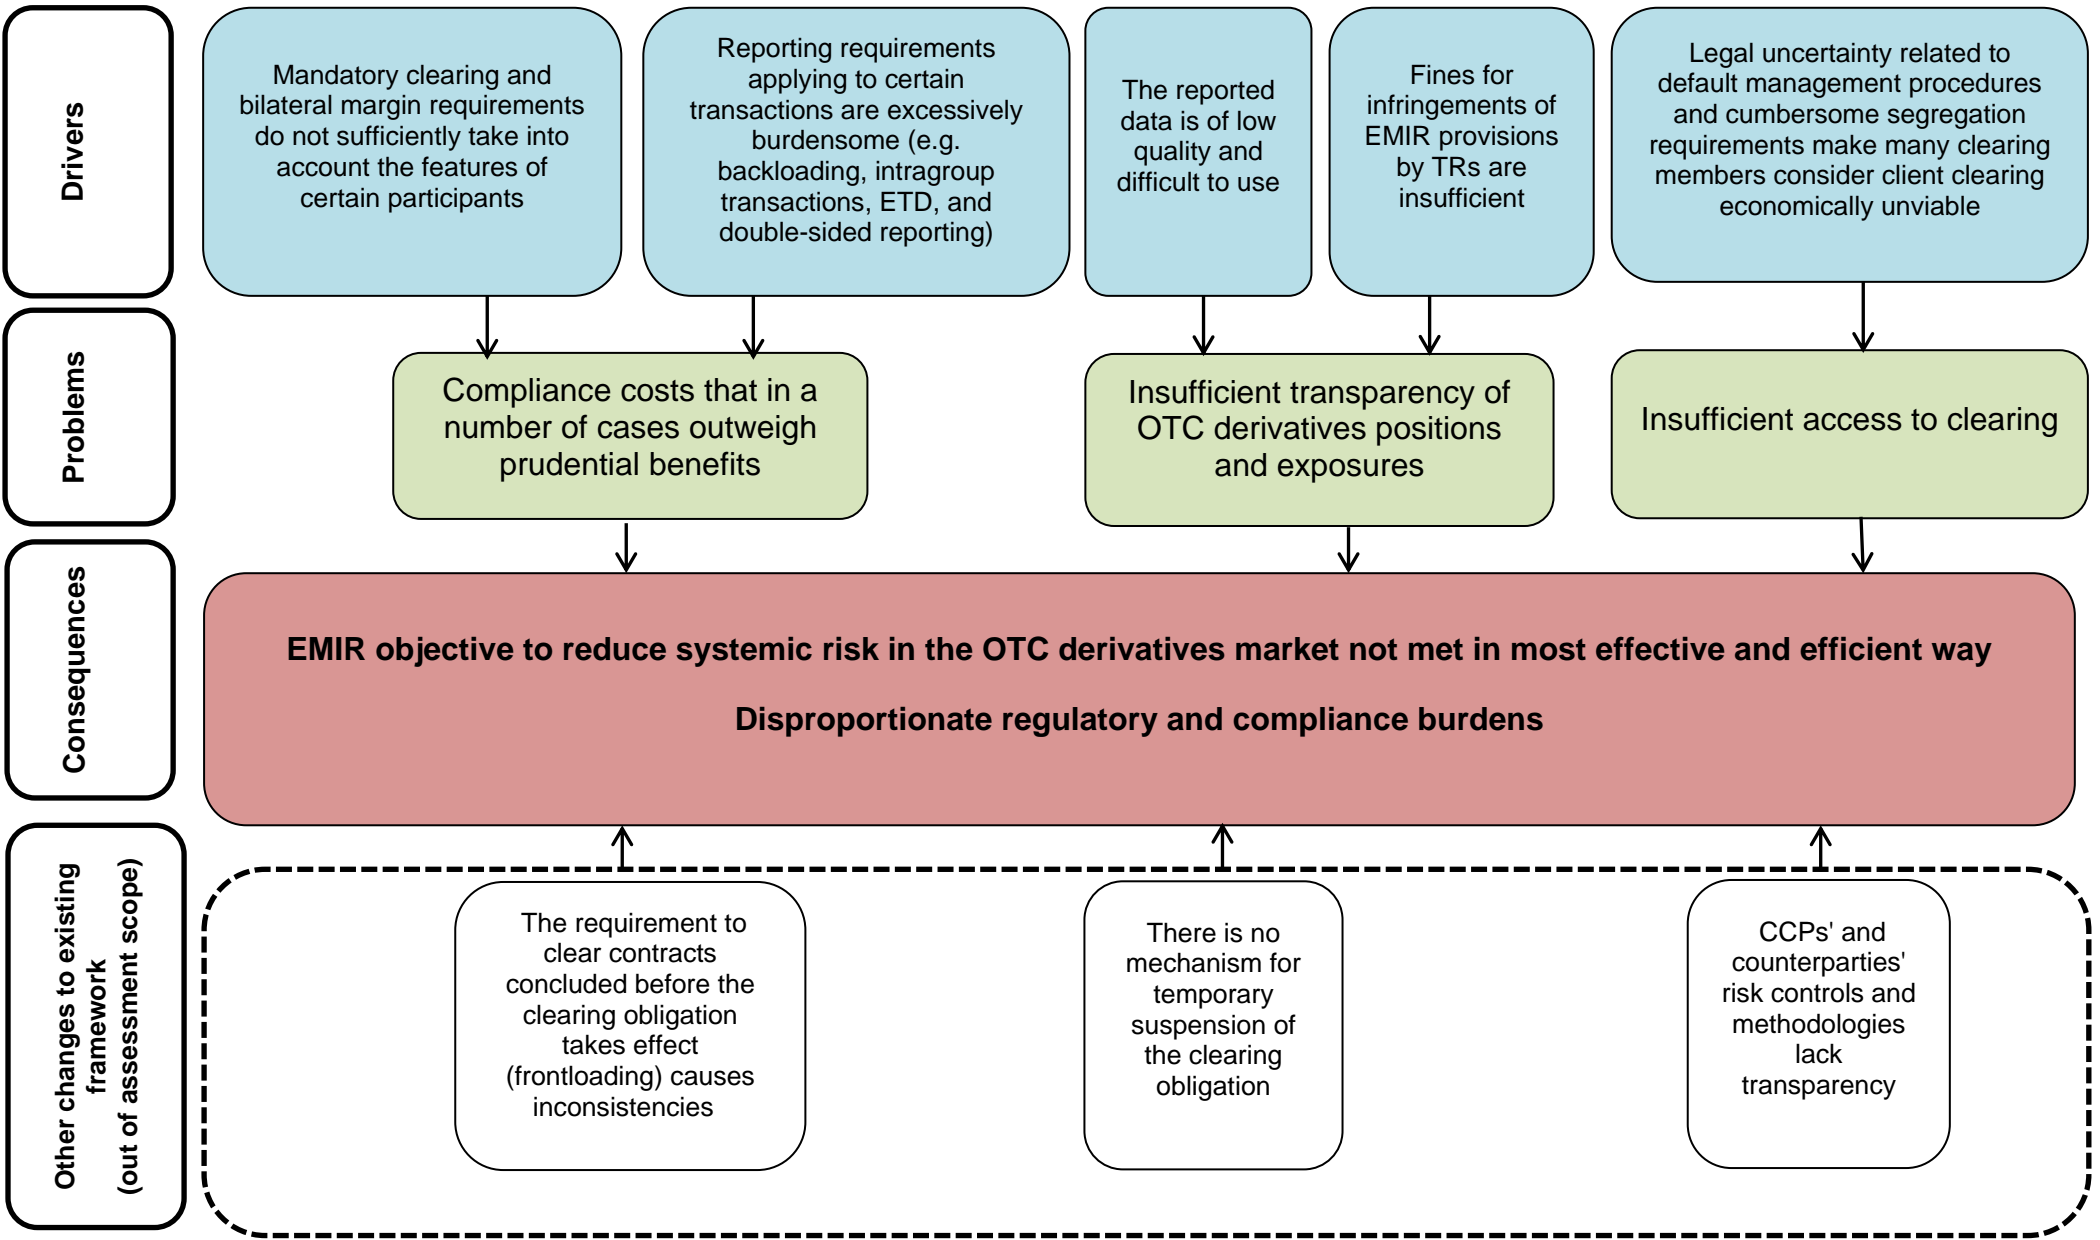 Drivers
Mandatory clearing and
bilateral margin requirements
do not sufficiently take into
account the features of
certain participants
Reporting requirements
applying to certain
transactions are excessively
burdensome (e.g.
backloading, intragroup
transactions, ETD, and
double-sided reporting)
The reported
data is of low
quality and
difficult to use
Fines for
infringements of
EMIR provisions
by TRs are
insufficient
Legal uncertainty related to
default management procedures
and cumbersome segregation
requirements make many clearing
members consider client clearing
economically unviable
Problems
Compliance costs that in a
number of cases outweigh
prudential benefits
Insufficient transparency of
OTC derivatives positions
and exposures
Insufficient access to clearing
Consequences
EMIR objective to reduce systemic risk in the OTC derivatives market not met in most effective and efficient way
Disproportionate regulatory and compliance burdens
Other changes to existing
framework
(out of assessment scope)
The requirement to
clear contracts
concluded before the
clearing obligation
takes effect
(frontloading) causes
inconsistencies
There is no
mechanism for
temporary
suspension of
the clearing
obligation
CCPs' and
counterparties'
risk controls and
methodologies
lack
transparency